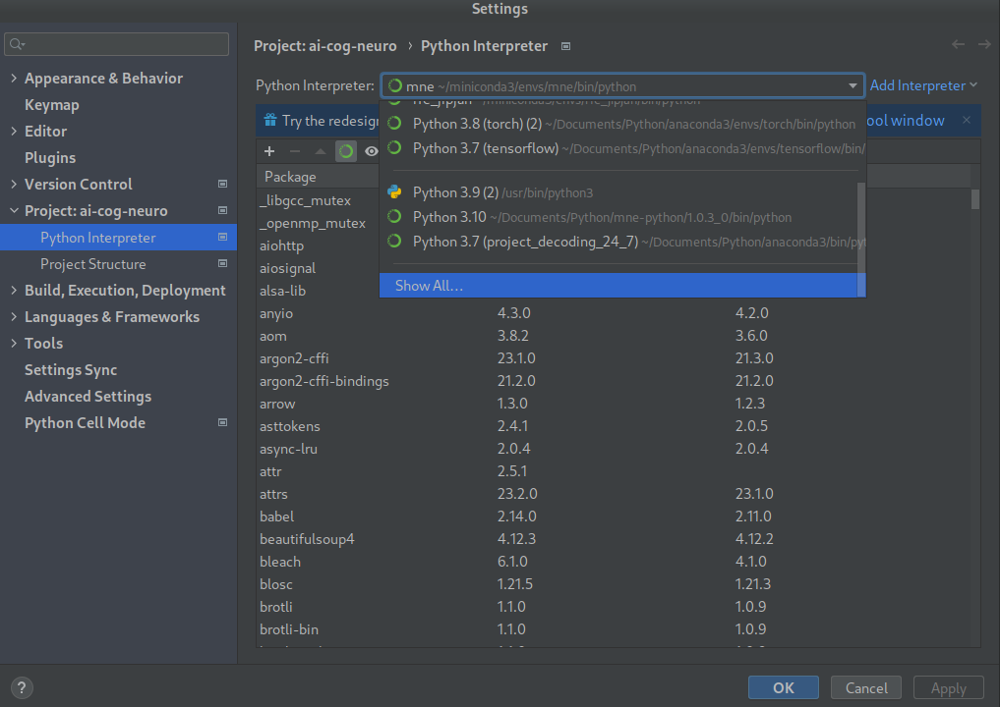 Settings
Appearance & Behavior
Keymap
Editor
Plugins
Version Control
Project: ai-cog-neuro
Python Interpreter
Project Structure
Build, Execution, Deployment
Languages & Frameworks
Tools
Settings Sync
Advanced Settings
Python Cell Mode
Project: ai-cog-neuro › Python Interpreter
Python Interpreter: mne ~/miniconda3/envs/mne/bin/python Add Interpreter
Try the redesig ool window
Python 3.8 (torch) (2) ~/Documents/Python/anaconda3/envs/torch/bin/python
Python 3.7 (tensorflow) ~/Documents/Python/anaconda3/envs/tensorflow/bin/
Python 3.9 (2) /usr/bin/python3
Python 3.10 ~/Documents/Python/mne-python/1.0.3_0/bin/python
Python 3.7 (project_decoding_24_7) ~/Documents/Python/anaconda3/bin/pyt
Show All...
Package
_libgcc_mutex
_openmp_mutex
aiohttp
aiosignal
alsa-lib
anyio 4.3.0 4.2.0
aom 3.8.2 3.6.0
argon2-cffi 23.1.0 21.3.0
argon2-cffi-bindings 21.2.0 21.2.0
arrow 1.3.0 1.2.3
asttokens 2.4.1 2.0.5
async-lru 2.0.4 2.0.4
attr 2.5.1
attrs 23.2.0 23.1.0
babel 2.14.0 2.11.0
beautifulsoup4 4.12.3 4.12.2
bleach 6.1.0 4.1.0
blosc 1.21.5 1.21.3
brotli 1.1.0 1.0.9
brotli-bin 1.1.0 1.0.9
? OK Cancel Apply